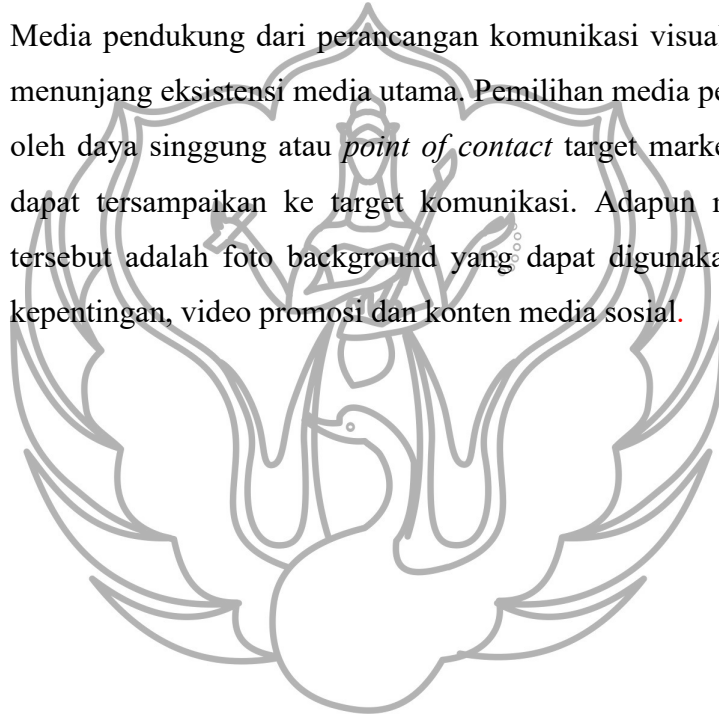 Media pendukung dari perancangan komunikasi visua
menunjang eksistensi media utama. Pemilihan media pe
oleh daya singgung atau point of contact target marke
dapat tersampaikan ke target komunikasi. Adapun
tersebut adalah foto background yang dapat digunaka
kepentingan, video promosi dan konten media sosial.